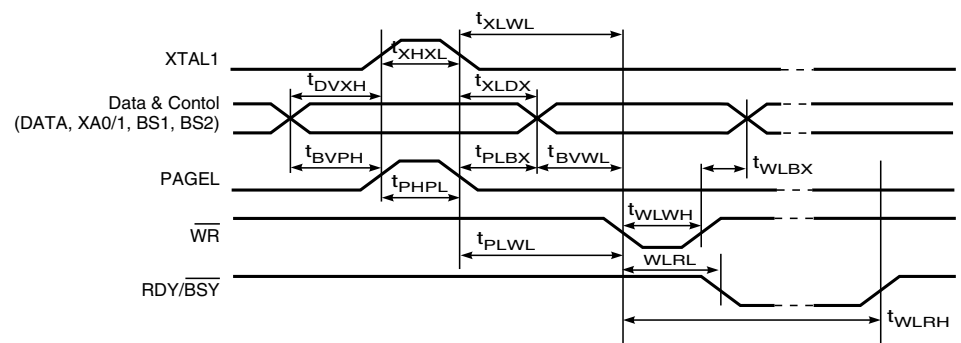 tXLWL
XTAL1
tXHXL
tDVXH
tXLDX
Data & Contol
(DATA, XA0/1, BS1, BS2)
tBVPH
tPLBX
tBVWL
tWLBX
PAGEL
tPHPL
tWLWH
WR
tPLWL
WLRL
RDY/BSY
tWLRH